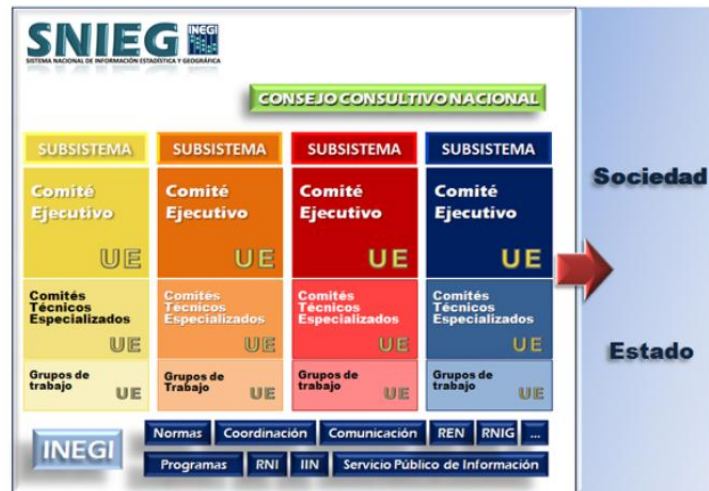 SNIEG INEGI
SISTEMA NACIONAL DE INFORMACIÓN ESTADÍSTICA Y GEOGRÁFICA
CONSEJO CONSULTIVO NACIONAL
SUBSISTEMA SUBSISTEMA SUBSISTEMA SUBSISTEMA
Comité
Ejecutivo
UE
Comité
Ejecutivo
UE
Comité
Ejecutivo
UE
Comité
Ejecutivo
UE
Comités
Técnicos
Especializados
UE
Comités
Técnicos
Especializados
UE
Comités
Técnicos
Especializados
UE
Comités
Técnicos
Especializados
UE
Grupos de
trabajo UE
Grupos de
Trabajo UE
Grupos de
trabajo UE
Grupos de
trabajo UE
INEGI
Normas Coordinación Comunicación REN RNIG ...
Programas RNI IIN Servicio Público de Información
Sociedad
Estado